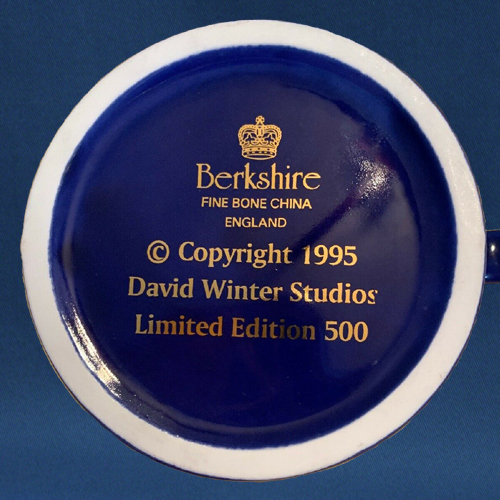 Berkshire
FINE BONE CHINA
ENGLAND
© Copyright 1995
David Winter Studios
Limited Edition 500